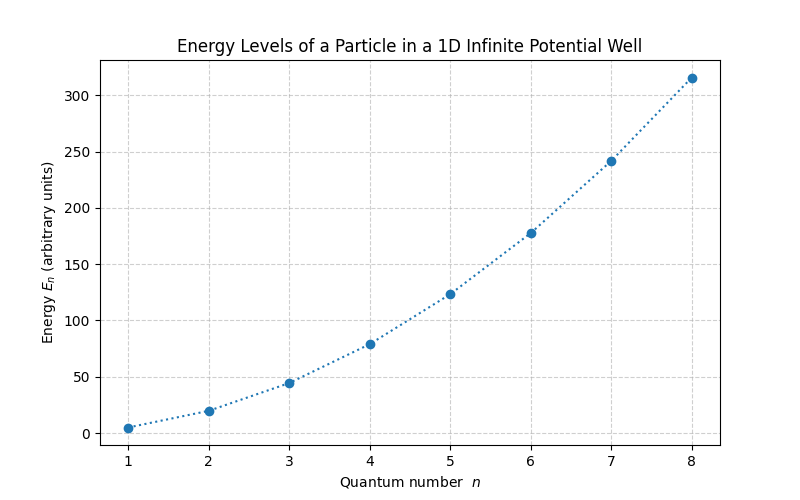 Energy Levels of a Particle in a 1D Infinite Potential Well
Energy Eₙ (arbitrary units)
300
250
200
150
100
50
0
1 2 3 4 5 6 7 8
Quantum number n